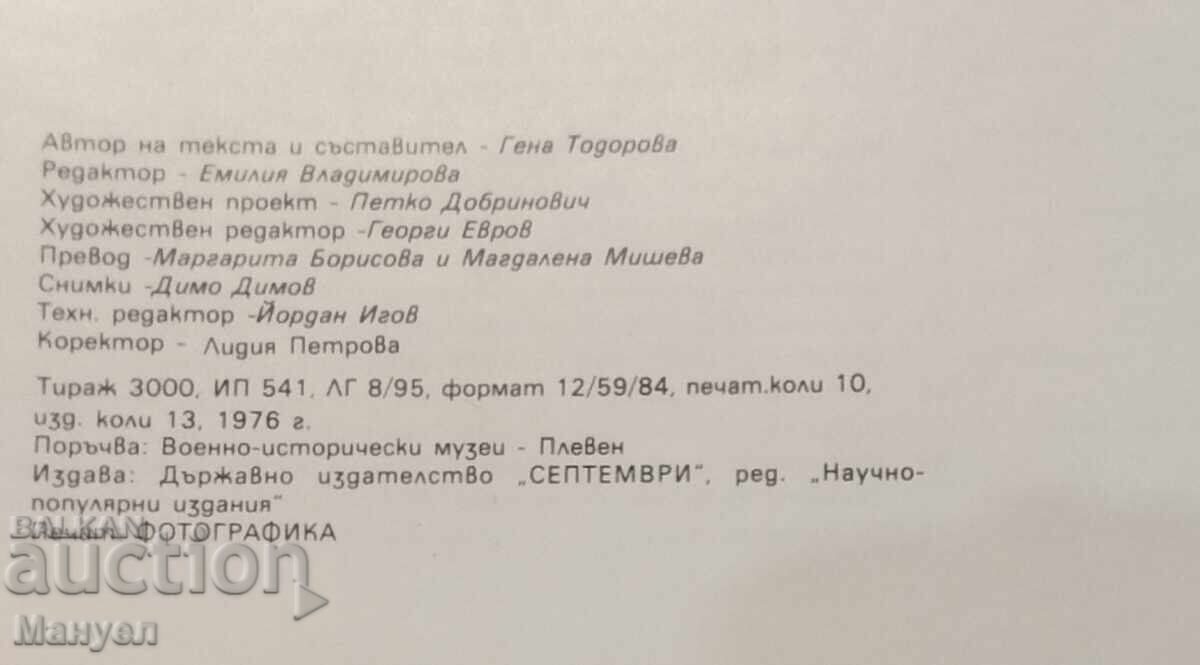 Автор на текста и съставител - Гена Тодорова
Редактор - Емилия Владимирова
Художествен проект - Петко Добринович
Художествен редактор -Георги Евров
Превод -Маргарита Борисова и Магдалена Мишева
Снимки -Димо Димов
Техн. редактор -Йордан Игов
Коректор - Лидия Петрова
Тираж 3000, ИП 541, ЛГ 8/95, формат 12/59/84, печат.коли 10,
изд. коли 13, 1976 г.
Поръчва: Военно-исторически музеи - Плевен
Издава: Държавно издателство „СЕПТЕМВРИ“, ред. „Научно-
популярни издания“
Печат ФОТОГРАФИКА
BALKAN
auction
Мануел